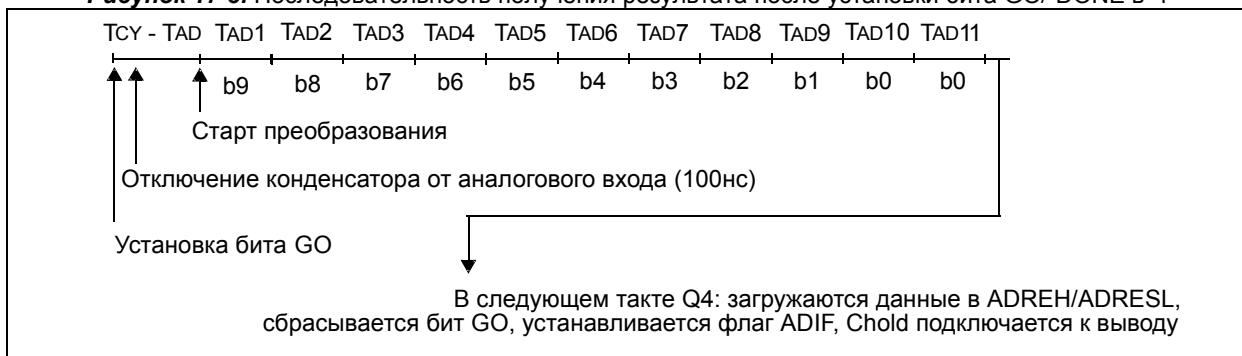 Рисунок 17-3. Последовательность получения результата после установки бита GO/-DONE в '1'
TCY - TAD TAD1 TAD2 TAD3 TAD4 TAD5 TAD6 TAD7 TAD8 TAD9 TAD10 TAD11
b9 b8 b7 b6 b5 b4 b3 b2 b1 b0 b0
Старт преобразования
Отключение конденсатора от аналогового входа (100нс)
Установка бита GO
В следующем такте Q4: загружаются данные в ADREH/ADRESL,
сбрасывается бит GO, устанавливается флаг ADIF, Chold подключается к выводу